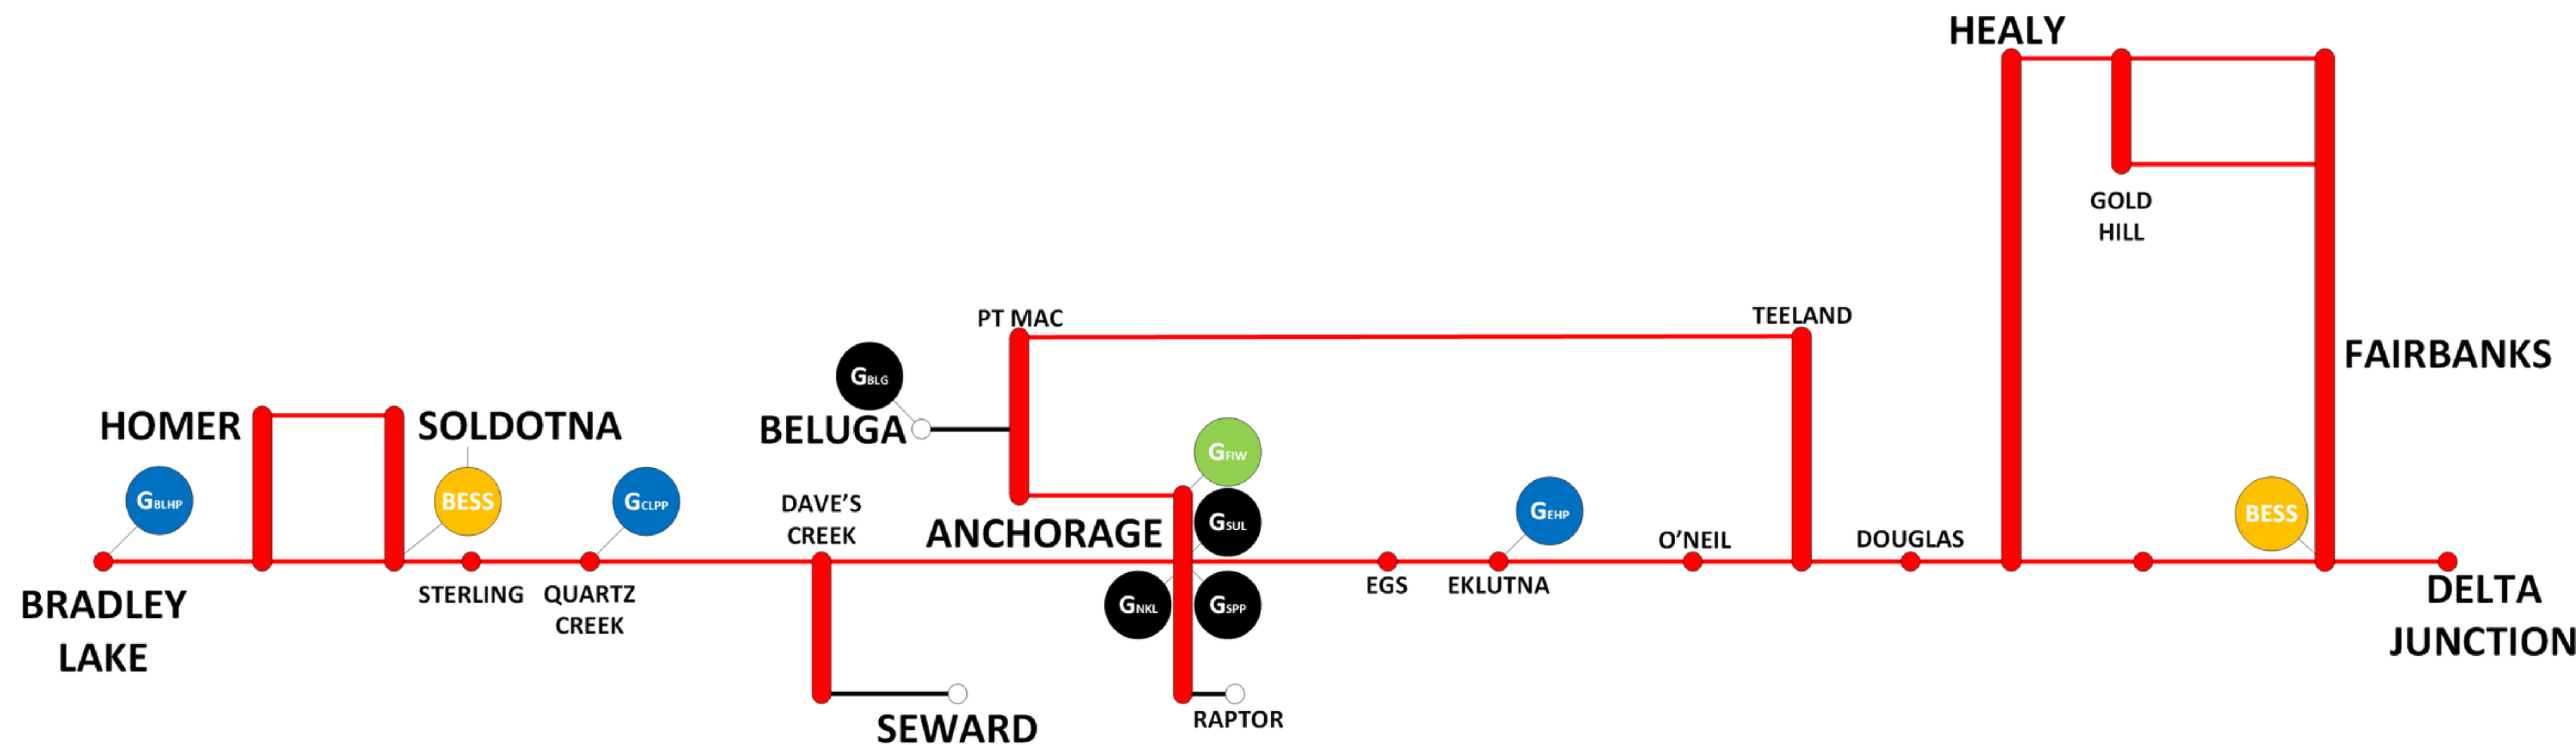 HEALY
GOLD
HILL
PT MAC
TEELAND
FAIRBANKS
GBLG
BELUGA
HOMER
SOLDOTNA
GFIW
GBLHP
BESS
GCLPP
DAVE'S
CREEK
ANCHORAGE
GSUL
GEHP
BESS
O'NEIL
DOUGLAS
BRADLEY
LAKE
STERLING
QUARTZ
CREEK
GNKL
GSPP
EGS
EKLUTNA
DELTA
JUNCTION
SEWARD
RAPTOR